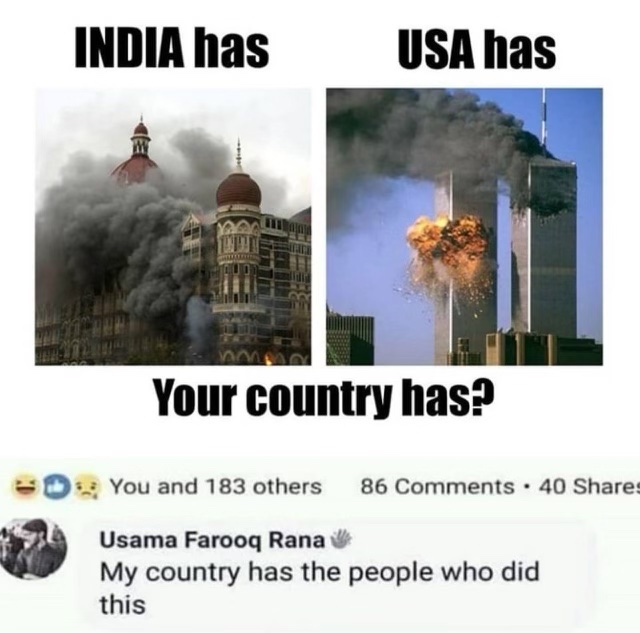 INDIA has
USA has
Your country has?
You and 183 others
86 Comments • 40 Shares
Usama Farooq Rana
My country has the people who did
this